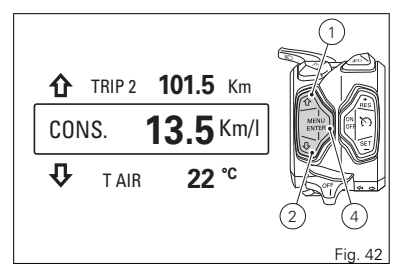 1
TRIP 2 101.5 Km
CONS. 13.5 Km/l
T AIR 22 °C
RES
ON
OFF
SET
MENU
ENTER
OFF
2
4
Fig. 42